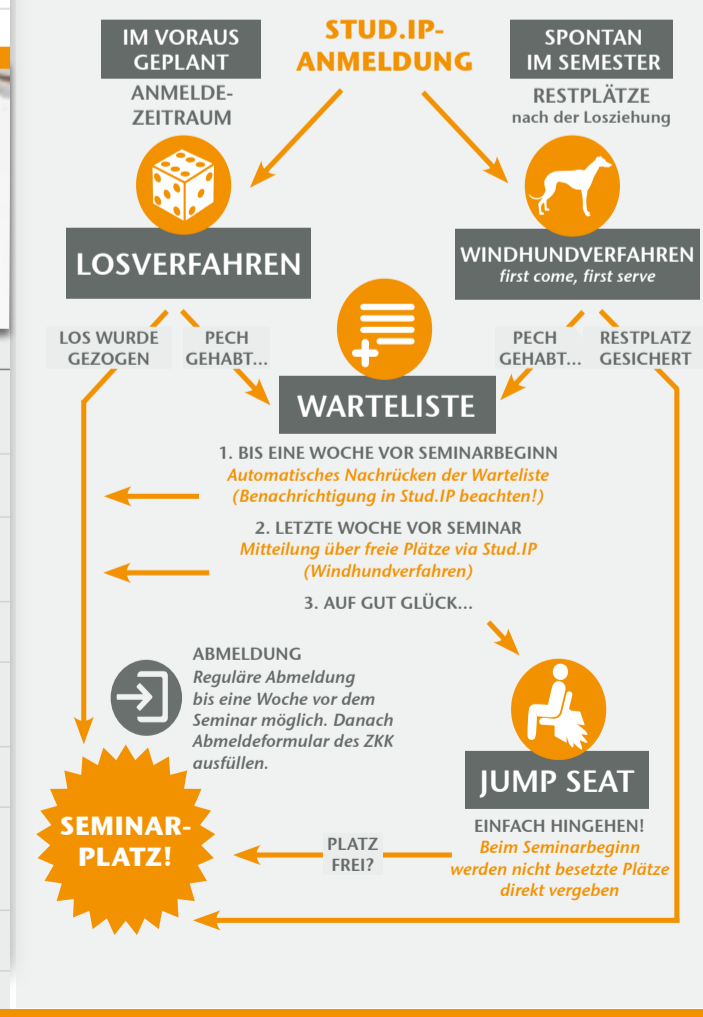 IM VORAUS
GEPLANT
STUD.IP-
ANMELDUNG
SPONTAN
IM SEMESTER
ANMELDE-
ZEITRAUM
RESTPLÄTZE
nach der Losziehung
LOSVERFAHREN
WINDHUNDVERFAHREN
first come, first serve
LOS WURDE
GEZOGEN
PECH
GEHABT...
PECH
GEHABT...
RESTPLATZ
GESICHERT
WARTELISTE
1. BIS EINE WOCHE VOR SEMINARBEGINN
Automatisches Nachrücken der Warteliste
(Benachrichtigung in Stud.IP beachten!)
2. LETZTE WOCHE VOR SEMINAR
Mitteilung über freie Plätze via Stud.IP
(Windhundverfahren)
3. AUF GUT GLÜCK...
ABMELDUNG
Reguläre Abmeldung
bis eine Woche vor dem
Seminar möglich. Danach
Abmeldeformular des ZKK
ausfüllen.
JUMP SEAT
EINFACH HINGEHEN!
Beim Seminarbeginn
werden nicht besetzte Plätze
direkt vergeben
PLATZ
FREI?
SEMINAR-
PLATZ!